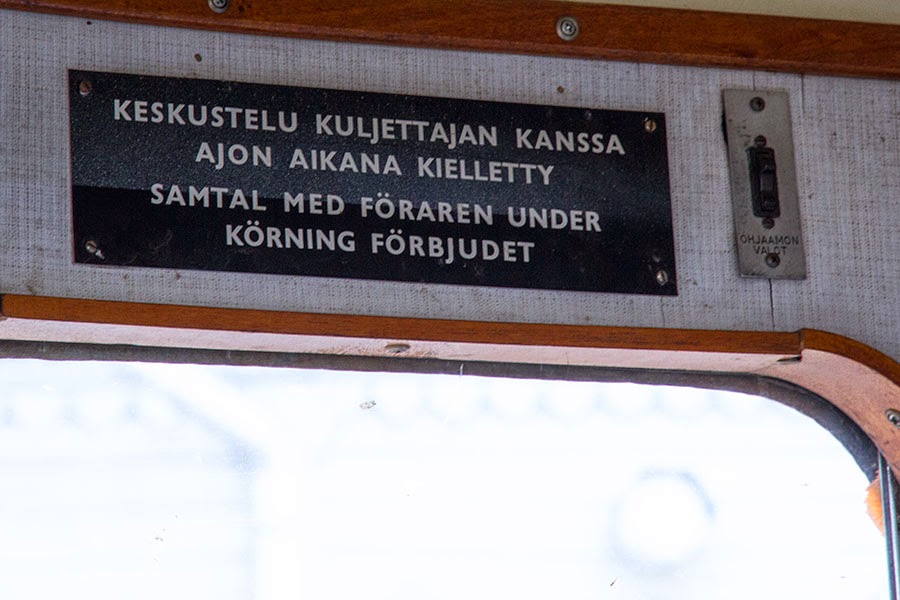 KESKUSTELU KULJETTAJAN KANSSA
AJON AIKANA KIELLETTY
SAMTAL MED FÖRAREN UNDER
KÖRNING FÖRBJUDET
OHJAAMON
VALOT